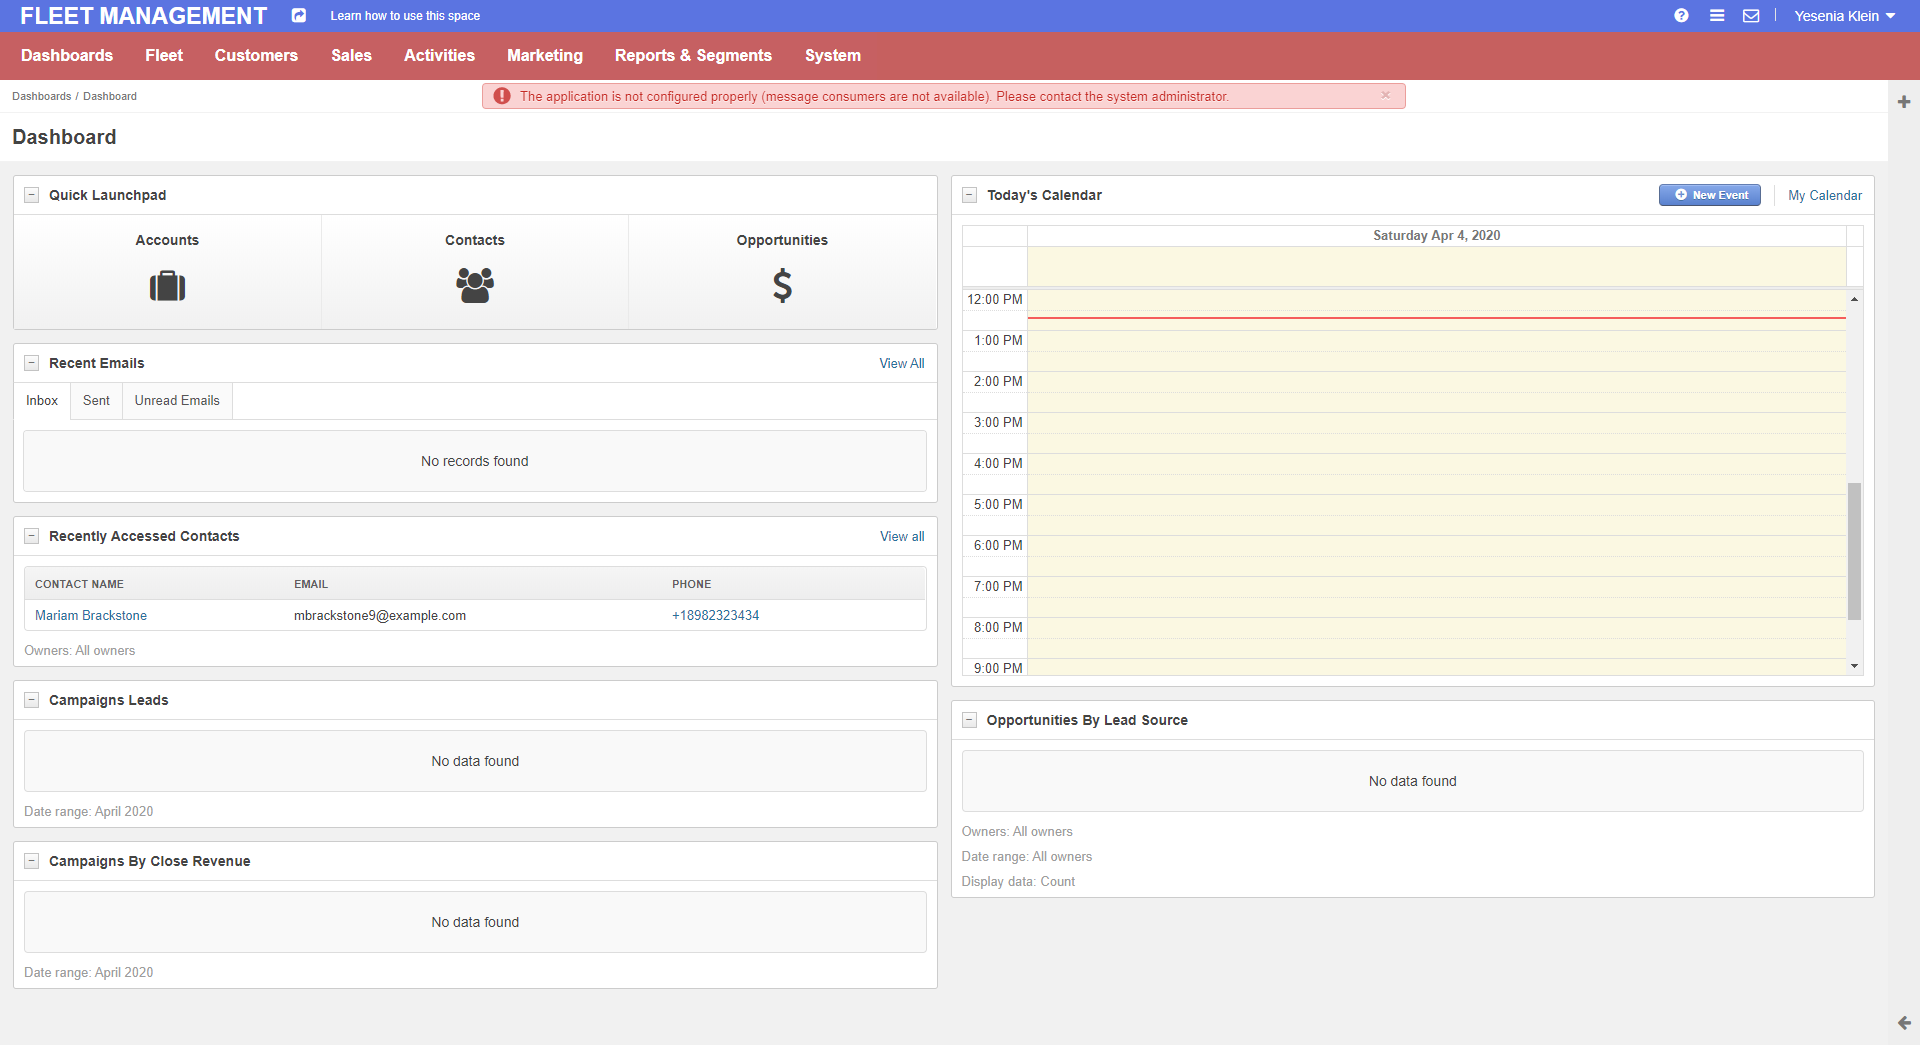 FLEET MANAGEMENT Learn how to use this space Yesenia Klein
Dashboards Fleet Customers Sales Activities Marketing Reports & Segments System
Dashboards / Dashboard
The application is not configured properly (message consumers are not available). Please contact the system administrator. ×
Dashboard
Quick Launchpad
Accounts Contacts Opportunities
Recent Emails View All
Inbox Sent Unread Emails
No records found
Recently Accessed Contacts View all
CONTACT NAME EMAIL PHONE
Mariam Brackstone mbrackstone9@example.com +18982323434
Owners: All owners
Campaigns Leads
No data found
Date range: April 2020
Campaigns By Close Revenue
No data found
Date range: April 2020
Today's Calendar New Event My Calendar
Saturday Apr 4, 2020
12:00 PM
1:00 PM
2:00 PM
3:00 PM
4:00 PM
5:00 PM
6:00 PM
7:00 PM
8:00 PM
9:00 PM
Opportunities By Lead Source
No data found
Owners: All owners
Date range: All owners
Display data: Count